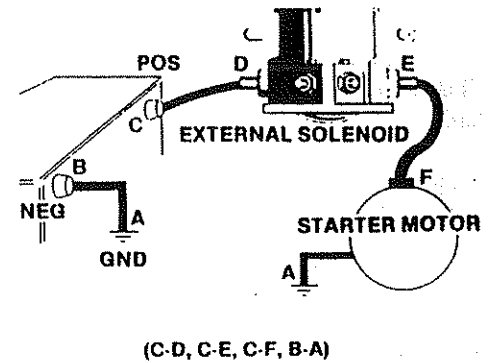 POS
D
E
C
EXTERNAL SOLENOID
B
F
NEG
A
STARTER MOTOR
GND
A
(C-D, C-E, C-F, B-A)